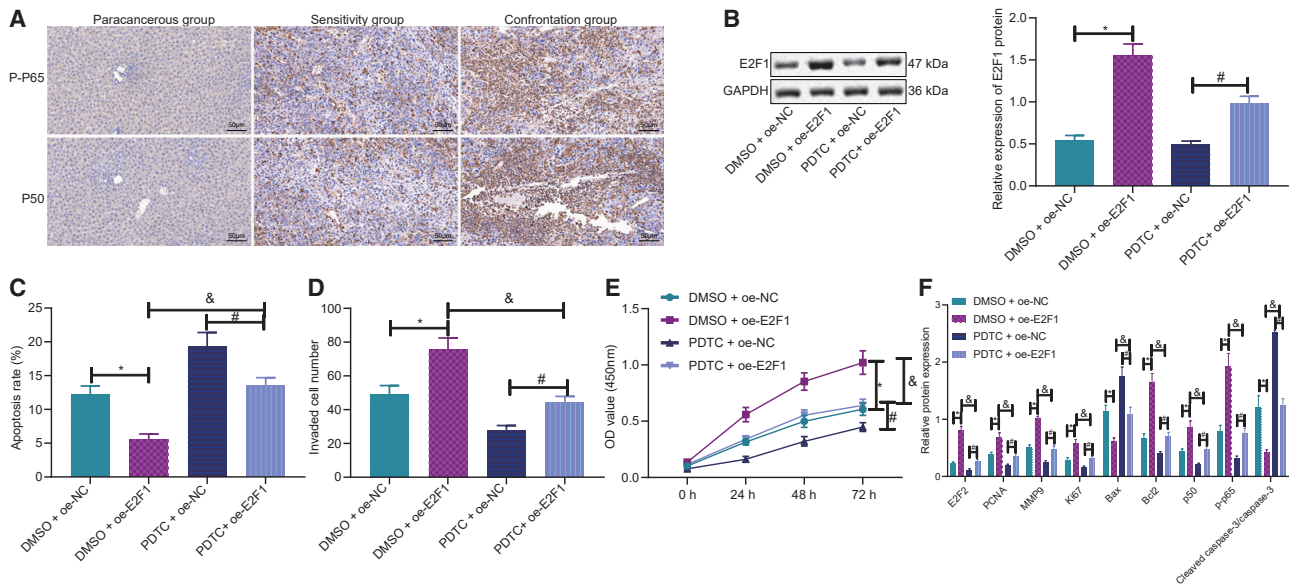 A
Paracancerous group
Sensitivity group
Confrontation group
P-P65
50μm
50μm
50μm
P50
50μm
50μm
50μm
B
E2F1
47 kDa
GAPDH
36 kDa
DMSO + oe-NC
DMSO + oe-E2F1
PDTC + oe-NC
PDTC+ oe-E2F1
Relative expression of E2F1 protein
2.0
1.5
1.0
0.5
0.0
*
#
DMSO + oe-NC
DMSO + oe-E2F1
PDTC + oe-NC
PDTC+ oe-E2F1
C
Apoptosis rate (%)
25
20
15
10
5
0
*
&
#
DMSO + oe-NC
DMSO + oe-E2F1
PDTC + oe-NC
PDTC+ oe-E2F1
D
Invaded cell number
100
80
60
40
20
0
*
&
#
DMSO + oe-NC
DMSO + oe-E2F1
PDTC + oe-NC
PDTC + oe-E2F1
E
DMSO + oe-NC
DMSO + oe-E2F1
PDTC + oe-NC
PDTC + oe-E2F1
OD value (450nm)
1.5
1.0
0.5
0.0
0 h
24 h
48 h
72 h
*
#
&
F
DMSO + oe-NC
DMSO + oe-E2F1
PDTC + oe-NC
PDTC + oe-E2F1
Relative protein expression
3
2
1
0
* & #
* & #
* & #
* & #
* & #
* & #
* & #
* & #
* & #
E2F2
PCNA
MMP9
Ki67
Bax
Bcl2
p50
p-p65
Cleaved caspase-3/caspase-3